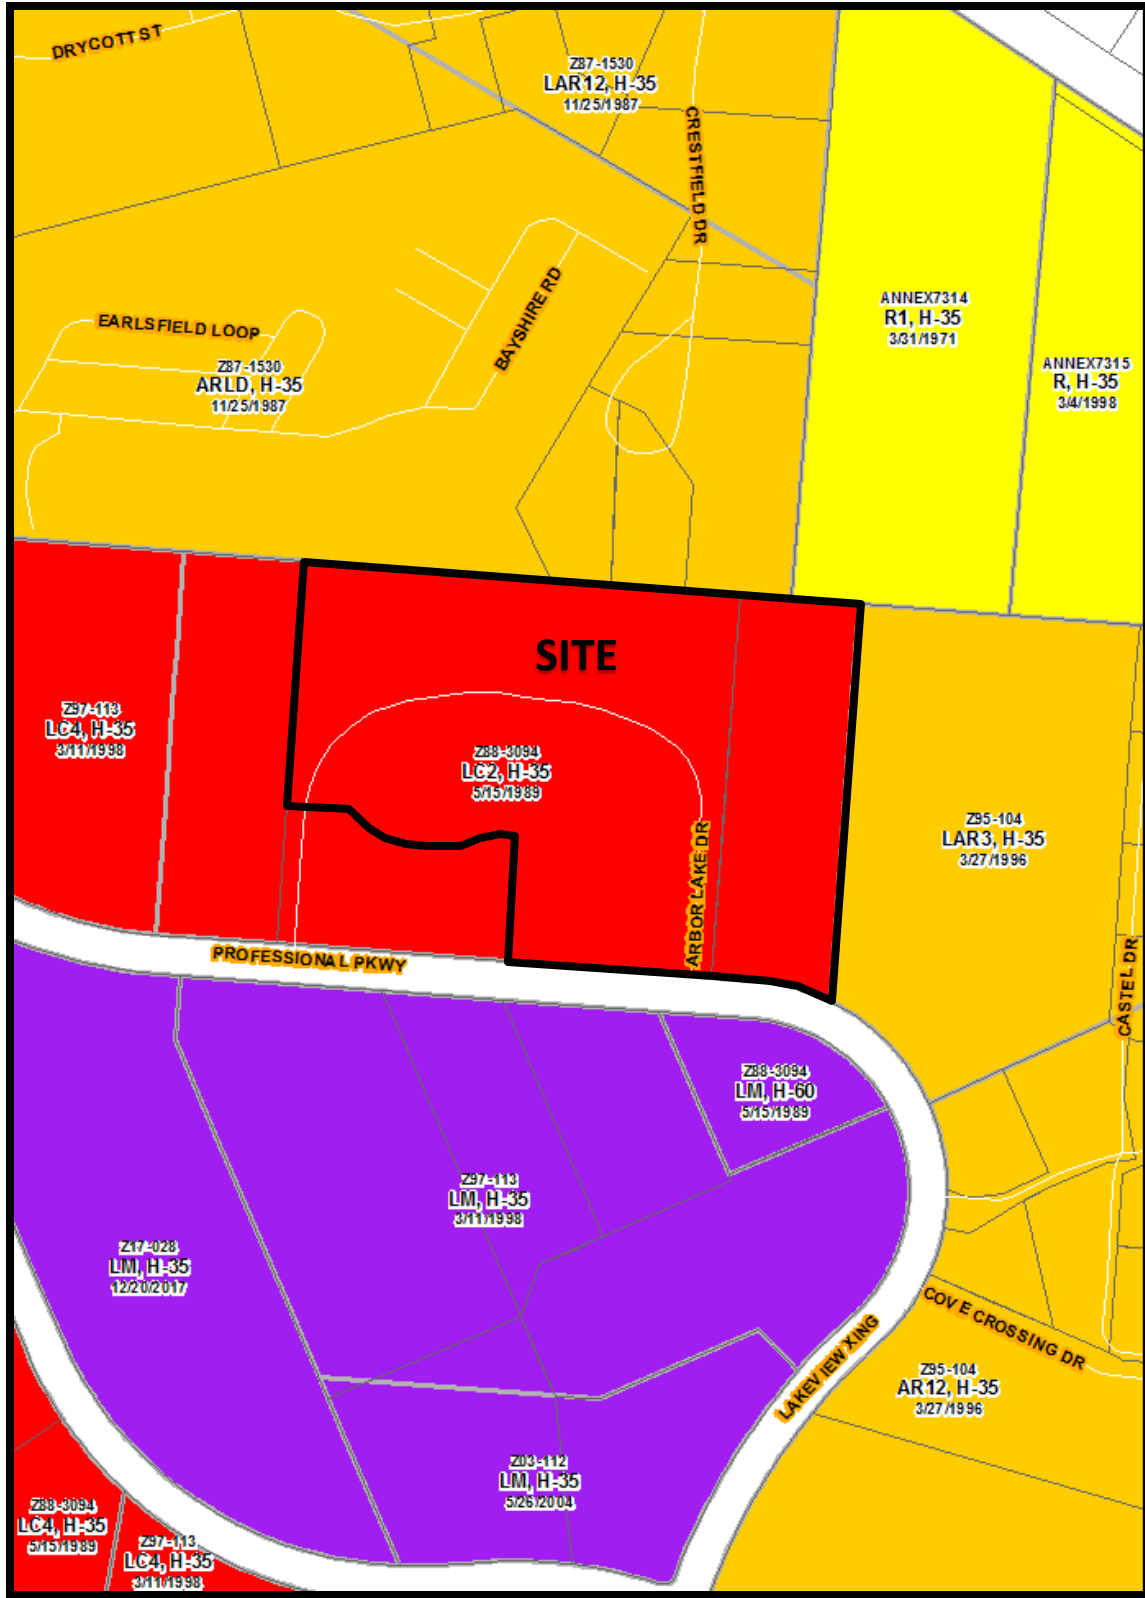 DRYCOTT ST
Z87-1530
LAR12, H-35
11/25/1987
CRESTFIELD DR
BAYSHIRE RD
EARLSFIELD LOOP
Z87-1530
ARLD, H-35
11/25/1987
ANNEX7314
R1, H-35
3/31/1971
ANNEX7315
R, H-35
3/4/1998
SITE
Z97-113
LC4, H-35
3/11/1998
Z88-3094
LC2, H-35
5/15/1989
ARBOR LAKE DR
Z95-104
LAR3, H-35
3/27/1996
PROFESSIONAL PKWY
CASTEL DR
Z88-3094
LM, H-60
5/15/1989
Z97-113
LM, H-35
3/11/1998
Z17-028
LM, H-35
12/20/2017
COVE CROSSING DR
LAKEVIEW XING
Z95-104
AR12, H-35
3/27/1996
Z03-112
LM, H-35
5/26/2004
Z88-3094
LC4, H-35
5/15/1989
Z97-113
LC4, H-35
3/11/1998